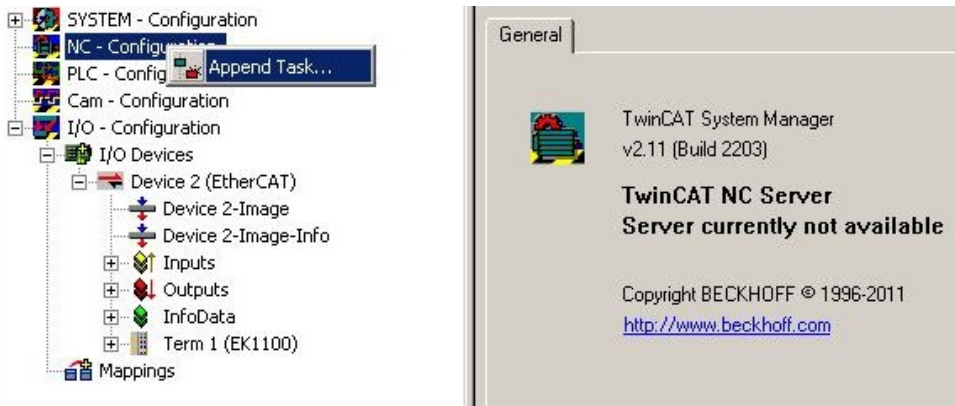 SYSTEM - Configuration
NC - Configuration
Append Task...
PLC - Config
Cam - Configuration
I/O - Configuration
I/O Devices
Device 2 (EtherCAT)
Device 2-Image
Device 2-Image-Info
Inputs
Outputs
InfoData
Term 1 (EK1100)
Mappings
General
TwinCAT System Manager
v2.11 (Build 2203)
TwinCAT NC Server
Server currently not available
Copyright BECKHOFF © 1996-2011
http://www.beckhoff.com